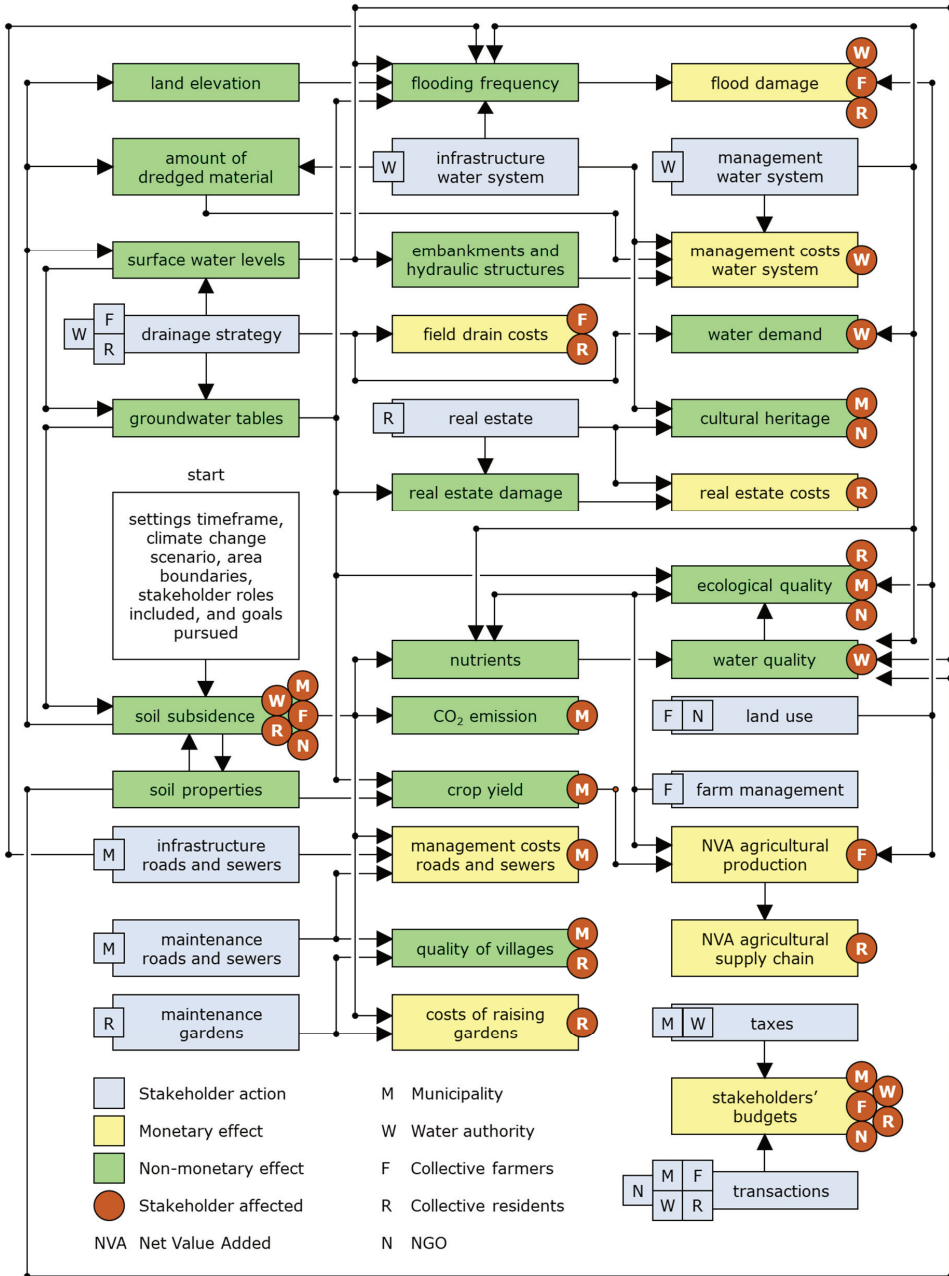 W
land elevation
flooding frequency
flood damage
F
R
amount of
dredged material
W
infrastructure
water system
W
management
water system
surface water levels
embankments and
hydraulic structures
management costs
water system
W
W
F
R
drainage strategy
field drain costs
F
R
water demand
W
groundwater tables
R
real estate
cultural heritage
M
N
start
real estate damage
real estate costs
R
settings timeframe,
climate change
scenario, area
boundaries,
stakeholder roles
included, and goals
pursued
ecological quality
R
M
N
nutrients
water quality
W
soil subsidence
W
M
F
R
N
CO₂ emission
M
F
N
land use
soil properties
crop yield
M
F
farm management
M
infrastructure
roads and sewers
management costs
roads and sewers
M
NVA agricultural
production
F
M
maintenance
roads and sewers
quality of villages
M
R
NVA agricultural
supply chain
R
R
maintenance
gardens
costs of raising
gardens
R
M
W
taxes
Stakeholder action
M Municipality
stakeholders’
budgets
M
W
F
R
N
Monetary effect
W Water authority
Non-monetary effect
F Collective farmers
Stakeholder affected
R Collective residents
N
M
F
W
R
transactions
NVA Net Value Added
N NGO